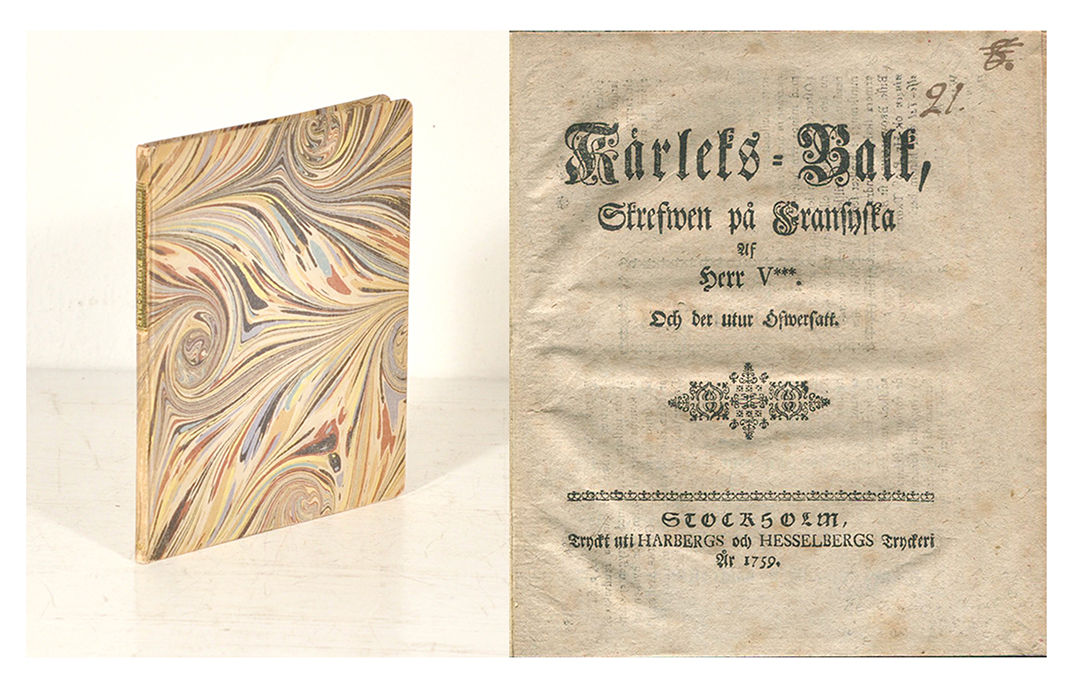 21.
Kärleks-Balk,
Skrefwen på Fransyska
Af
Herr V***.
Och der utur Öfwersatt.
STOCKHOLM,
Tryckt uti HARBERGS och HESSELBERGS Tryckeri
År 1759.